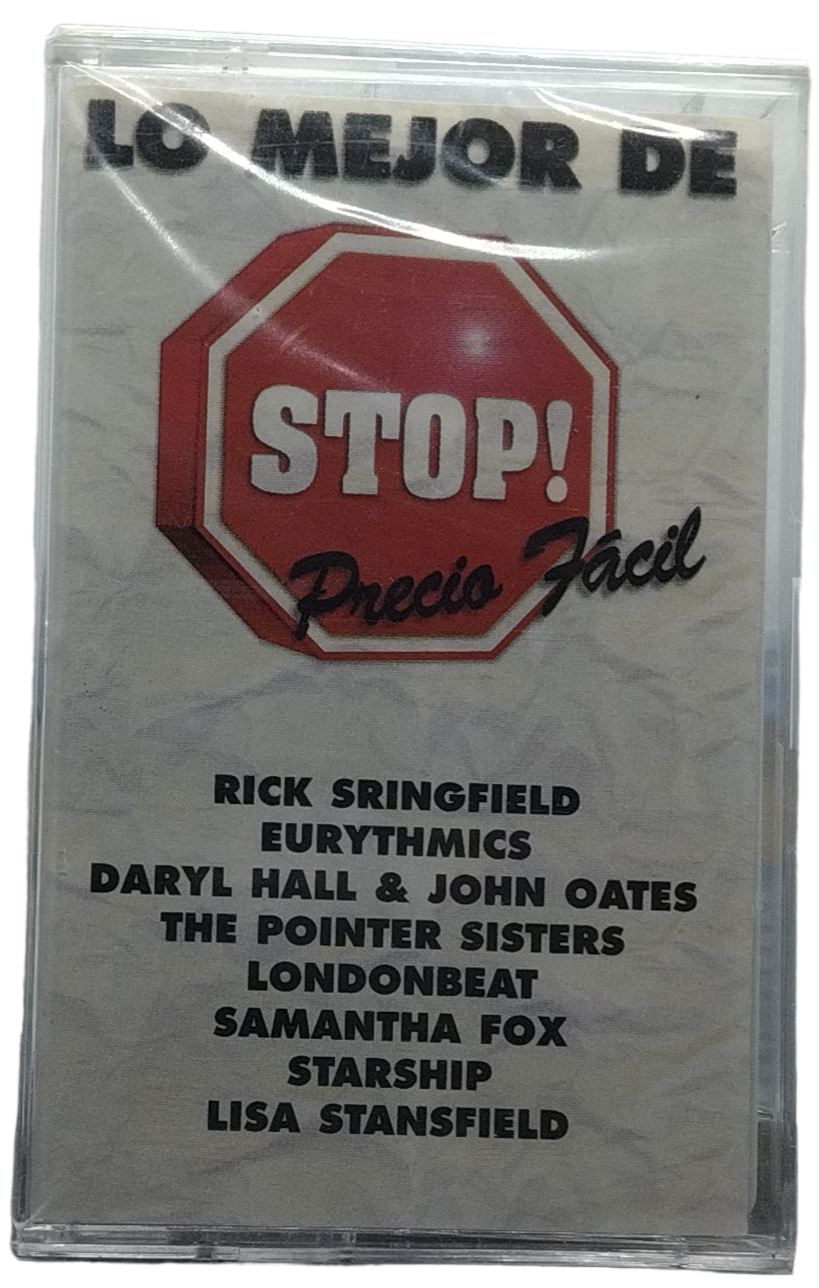 LO MEJOR DE
STOP!
Precio Fácil
RICK SRINGFIELD
EURYTHMICS
DARYL HALL & JOHN OATES
THE POINTER SISTERS
LONDONBEAT
SAMANTHA FOX
STARSHIP
LISA STANSFIELD